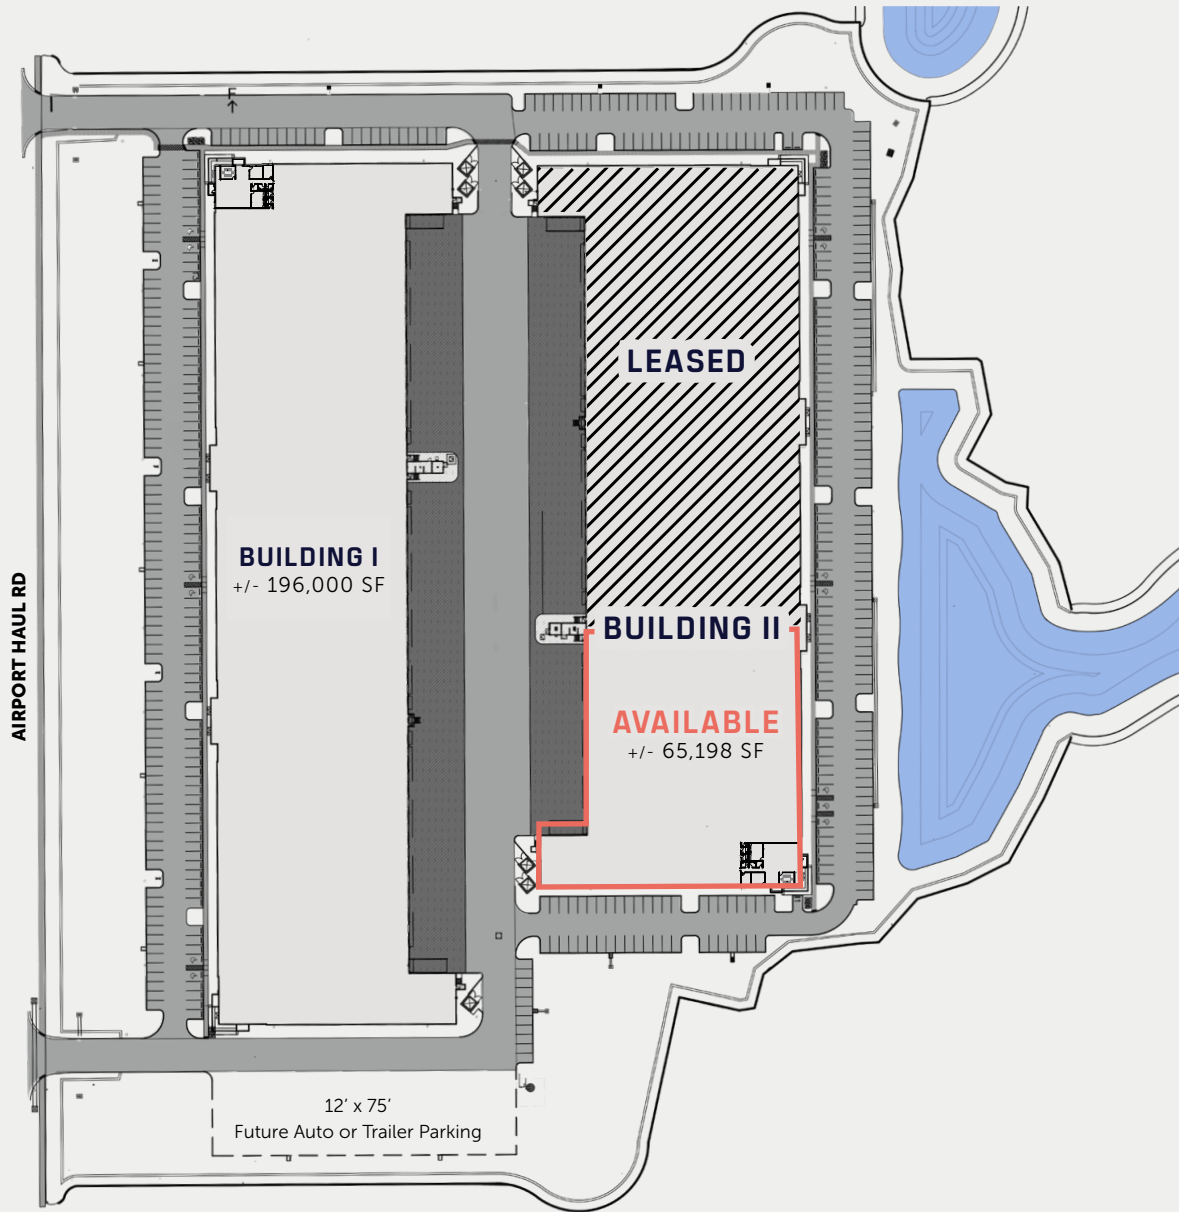 F
LEASED
BUILDING I
+/- 196,000 SF
AIRPORT HAUL RD
BUILDING II
AVAILABLE
+/- 65,198 SF
12’ x 75’
Future Auto or Trailer Parking